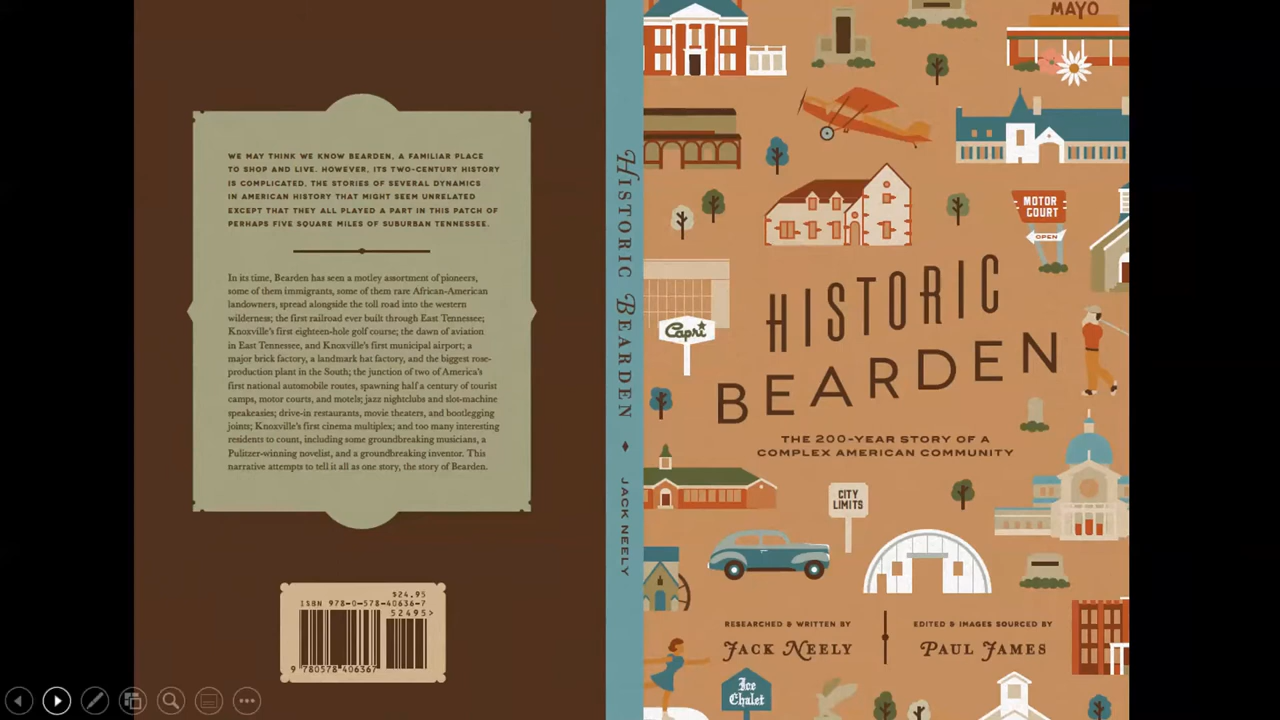 WE MAY THINK WE KNOW BEARDEN, A FAMILIAR PLACE
TO SHOP AND LIVE. HOWEVER, ITS TWO-CENTURY HISTORY
IS COMPLICATED, THE STORIES OF SEVERAL DYNAMICS
IN AMERICAN HISTORY THAT MIGHT SEEM UNRELATED
EXCEPT THAT THEY ALL PLAYED A PART IN THIS PATCH OF
PERHAPS FIVE SQUARE MILES OF SUBURBAN TENNESSEE.
In its time, Bearden has seen a motley assortment of pioneers,
some of them immigrants, some of them rare African-American
landowners, spread alongside the toll road into the western
wilderness; the first railroad ever built through East Tennessee;
Knoxville's first eighteen-hole golf course; the dawn of aviation
in East Tennessee, and Knoxville's first municipal airport; a
major brick factory, a landmark hat factory, and the biggest rose-
production plant in the South; the junction of two of America's
first national automobile routes, spawning half a century of tourist
camps, motor courts, and motels; jazz nightclubs and slot-machine
speakeasies; drive-in restaurants, movie theaters, and bootlegging
joints; Knoxville's first cinema multiplex; and too many interesting
residents to count, including some groundbreaking musicians, a
Pulitzer-winning novelist, and a groundbreaking inventor. This
narrative attempts to tell it all as one story, the story of Bearden.
$24.95
ISBN 978-0-578-40636-7
52495>
9 780578 406367
HISTORIC BEARDEN ♦ JACK NEELY
MAYO
MOTOR
COURT
OPEN
Capri
HISTORIC
BEARDEN
THE 200-YEAR STORY OF A
COMPLEX AMERICAN COMMUNITY
CITY
LIMITS
RESEARCHED & WRITTEN BY
JACK NEELY
EDITED & IMAGES SOURCED BY
PAUL JAMES
Ice
Chalet